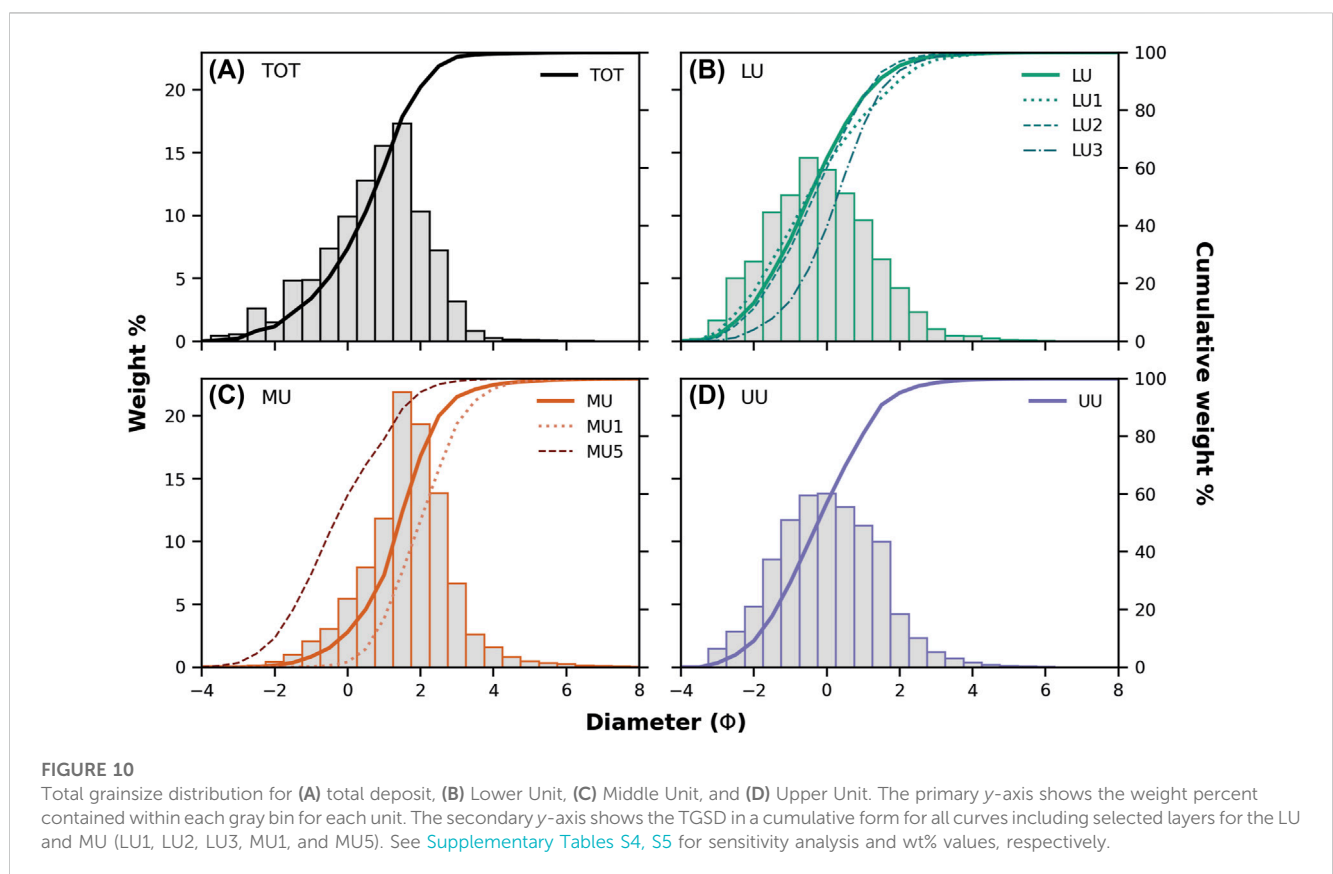 (A) TOT
TOT
20
15
10
5
0
(B) LU
LU
LU1
LU2
LU3
100
80
60
40
20
0
Weight %
Cumulative weight %
(C) MU
MU
MU1
MU5
20
15
10
5
0
−4 −2 0 2 4 6 8
(D) UU
UU
100
80
60
40
20
0
−4 −2 0 2 4 6 8
Diameter (Φ)
FIGURE 10
Total grainsize distribution for (A) total deposit, (B) Lower Unit, (C) Middle Unit, and (D) Upper Unit. The primary y-axis shows the weight percent
contained within each gray bin for each unit. The secondary y-axis shows the TGSD in a cumulative form for all curves including selected layers for the LU
and MU (LU1, LU2, LU3, MU1, and MU5). See Supplementary Tables S4, S5 for sensitivity analysis and wt% values, respectively.